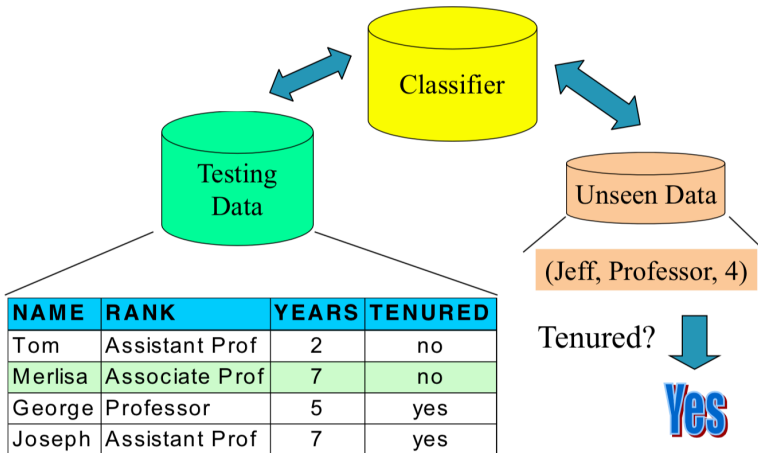 Classifier
Testing
Data
Unseen Data
(Jeff, Professor, 4)
NAME RANK YEARS TENURED
Tom Assistant Prof 2 no
Merlisa Associate Prof 7 no
George Professor 5 yes
Joseph Assistant Prof 7 yes
Tenured?
Yes